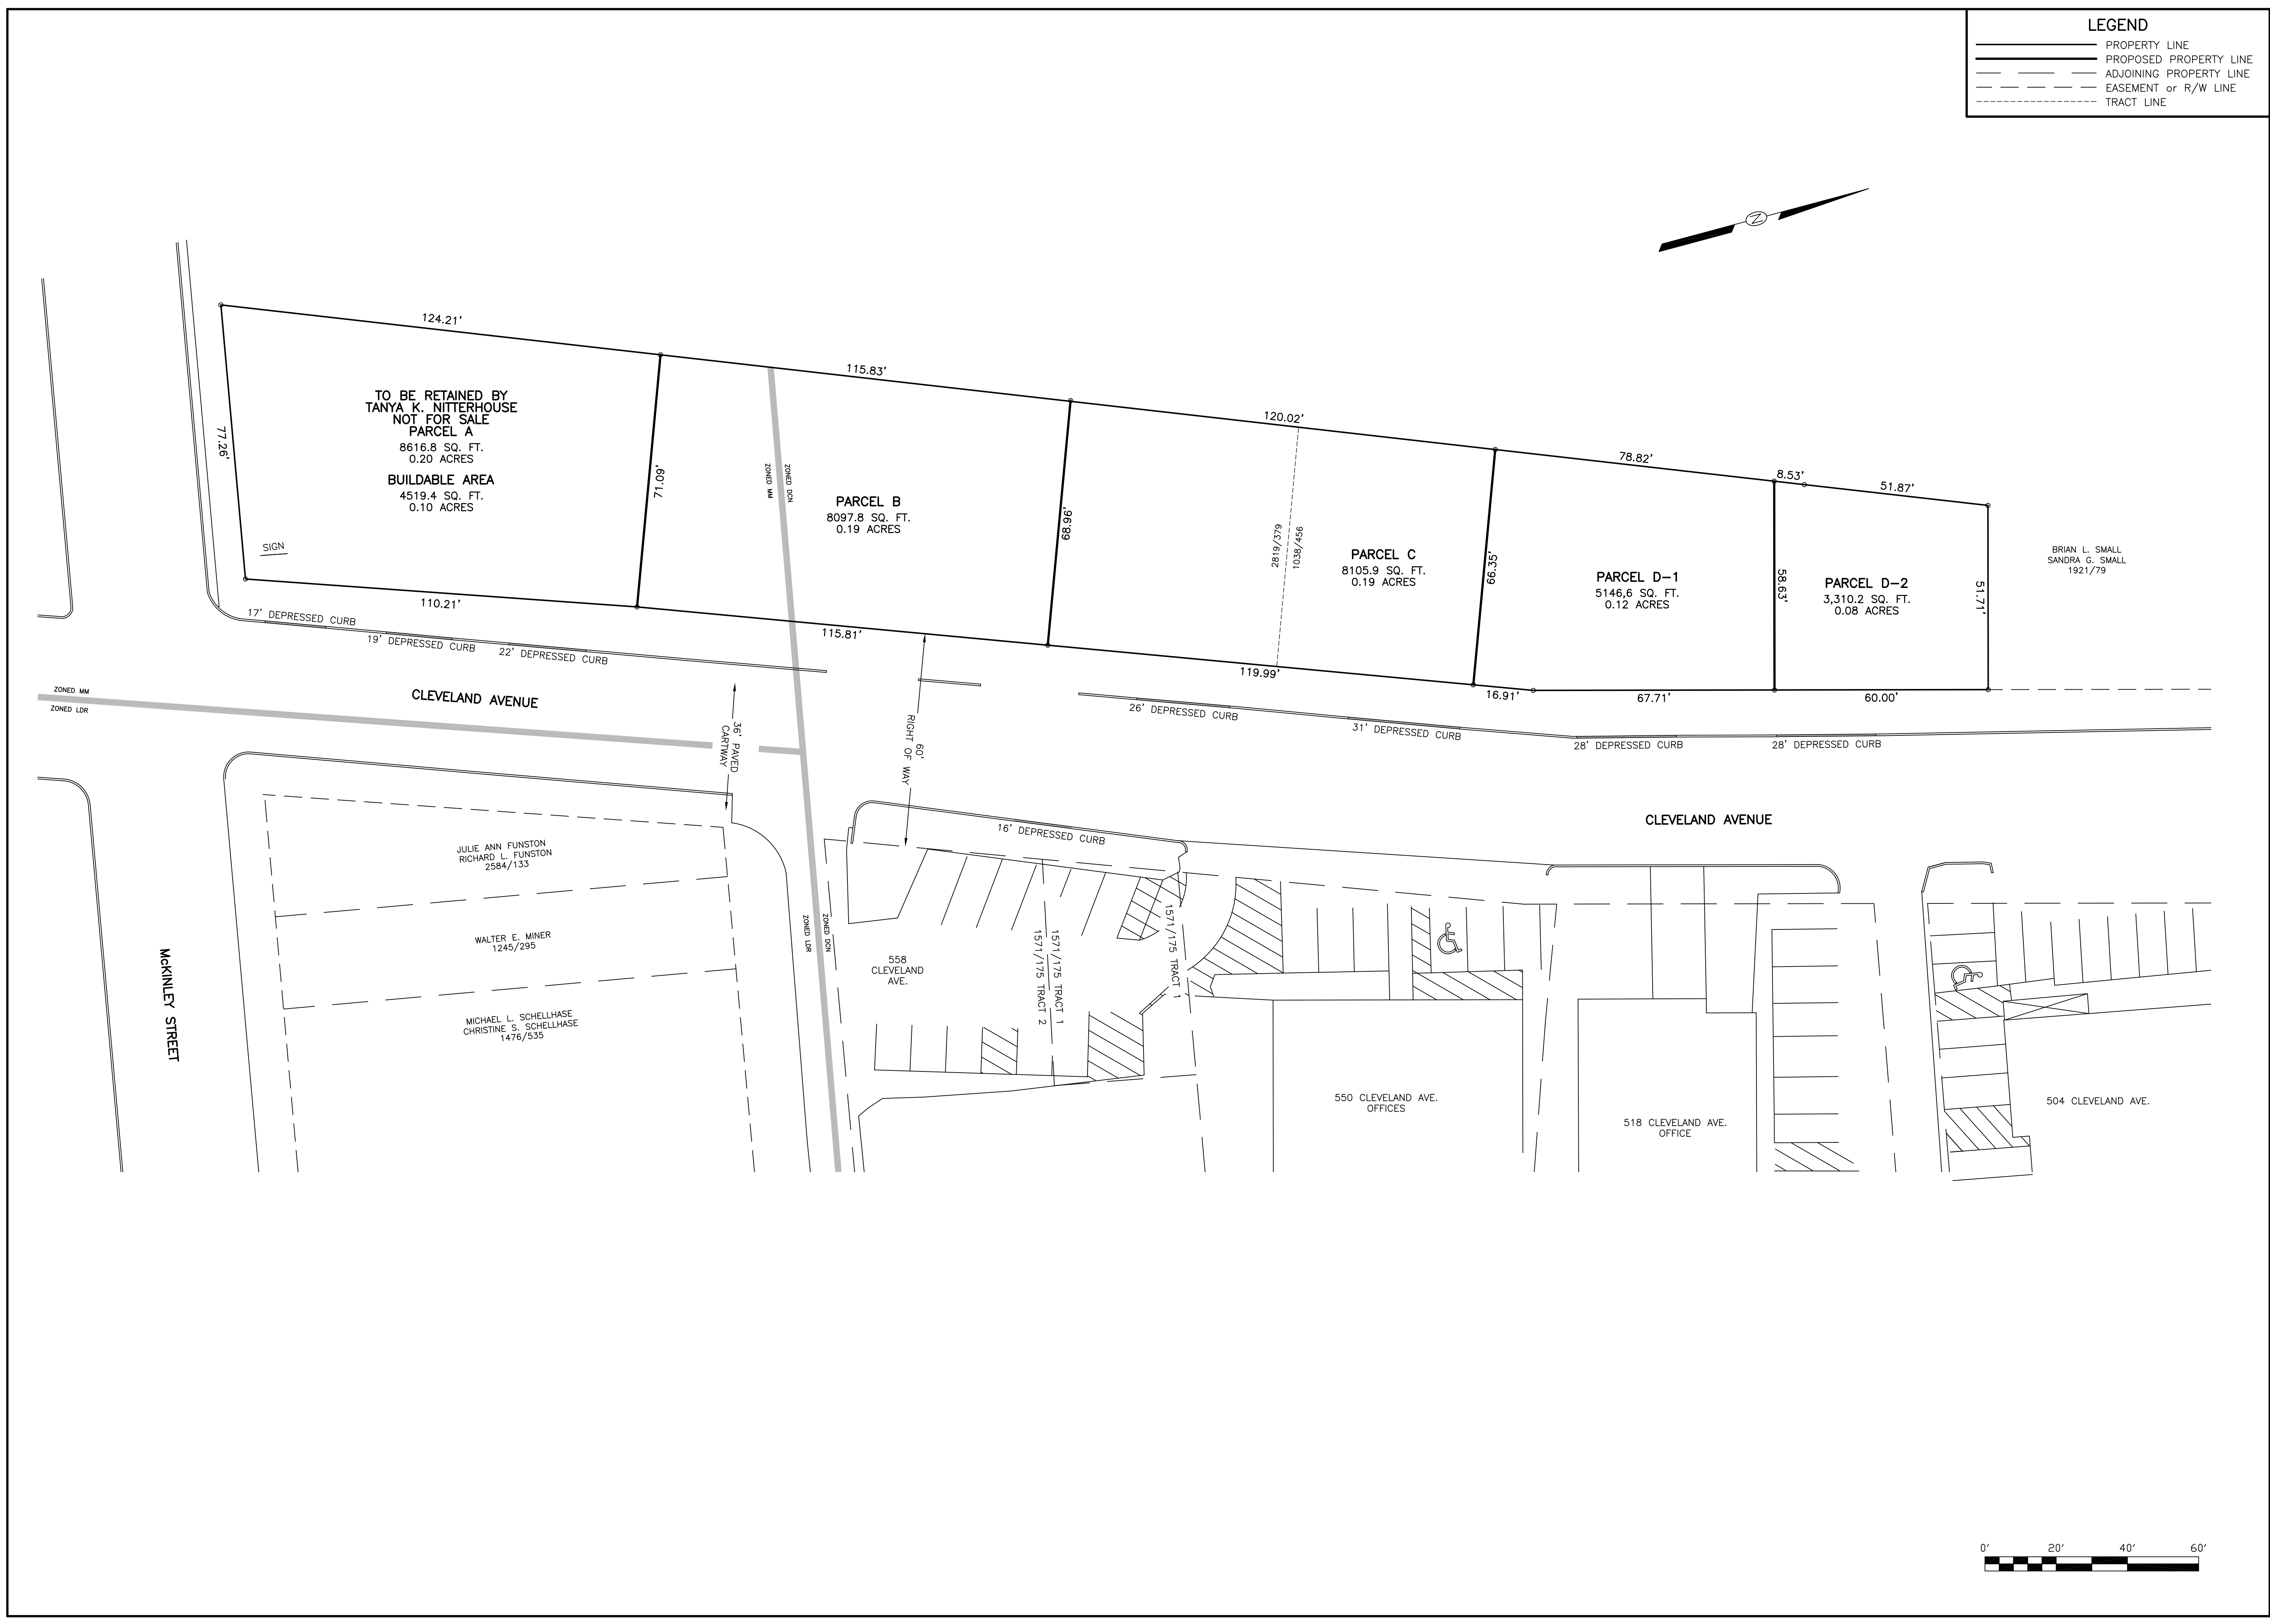 LEGEND
PROPERTY LINE
PROPOSED PROPERTY LINE
ADJOINING PROPERTY LINE
EASEMENT or R/W LINE
TRACT LINE
N
124.21'
115.83'
120.02'
78.82'
8.53'
51.87'
TO BE RETAINED BY
TANYA K. NITTERHOUSE
NOT FOR SALE
PARCEL A
8616.8 SQ. FT.
0.20 ACRES
BUILDABLE AREA
4519.4 SQ. FT.
0.10 ACRES
77.26'
SIGN
71.09'
ZONED MM
ZONED DCN
PARCEL B
8097.8 SQ. FT.
0.19 ACRES
68.96'
2819/379
1038/456
PARCEL C
8105.9 SQ. FT.
0.19 ACRES
66.35'
PARCEL D-1
5146,6 SQ. FT.
0.12 ACRES
58.63'
PARCEL D-2
3,310.2 SQ. FT.
0.08 ACRES
51.71'
BRIAN L. SMALL
SANDRA G. SMALL
1921/79
110.21'
115.81'
119.99'
16.91'
67.71'
60.00'
17' DEPRESSED CURB
19' DEPRESSED CURB
22' DEPRESSED CURB
26' DEPRESSED CURB
31' DEPRESSED CURB
28' DEPRESSED CURB
28' DEPRESSED CURB
ZONED MM
ZONED LDR
CLEVELAND AVENUE
36' PAVED
CARTWAY
60'
RIGHT OF WAY
CLEVELAND AVENUE
16' DEPRESSED CURB
JULIE ANN FUNSTON
RICHARD L. FUNSTON
2584/133
WALTER E. MINER
1245/295
MICHAEL L. SCHELLHASE
CHRISTINE S. SCHELLHASE
1476/535
McKINLEY STREET
ZONED LDR
ZONED DCN
558
CLEVELAND
AVE.
1571/175 TRACT 2
1571/175 TRACT 1
1571/175 TRACT 1
550 CLEVELAND AVE.
OFFICES
518 CLEVELAND AVE.
OFFICE
504 CLEVELAND AVE.
0' 20' 40' 60'